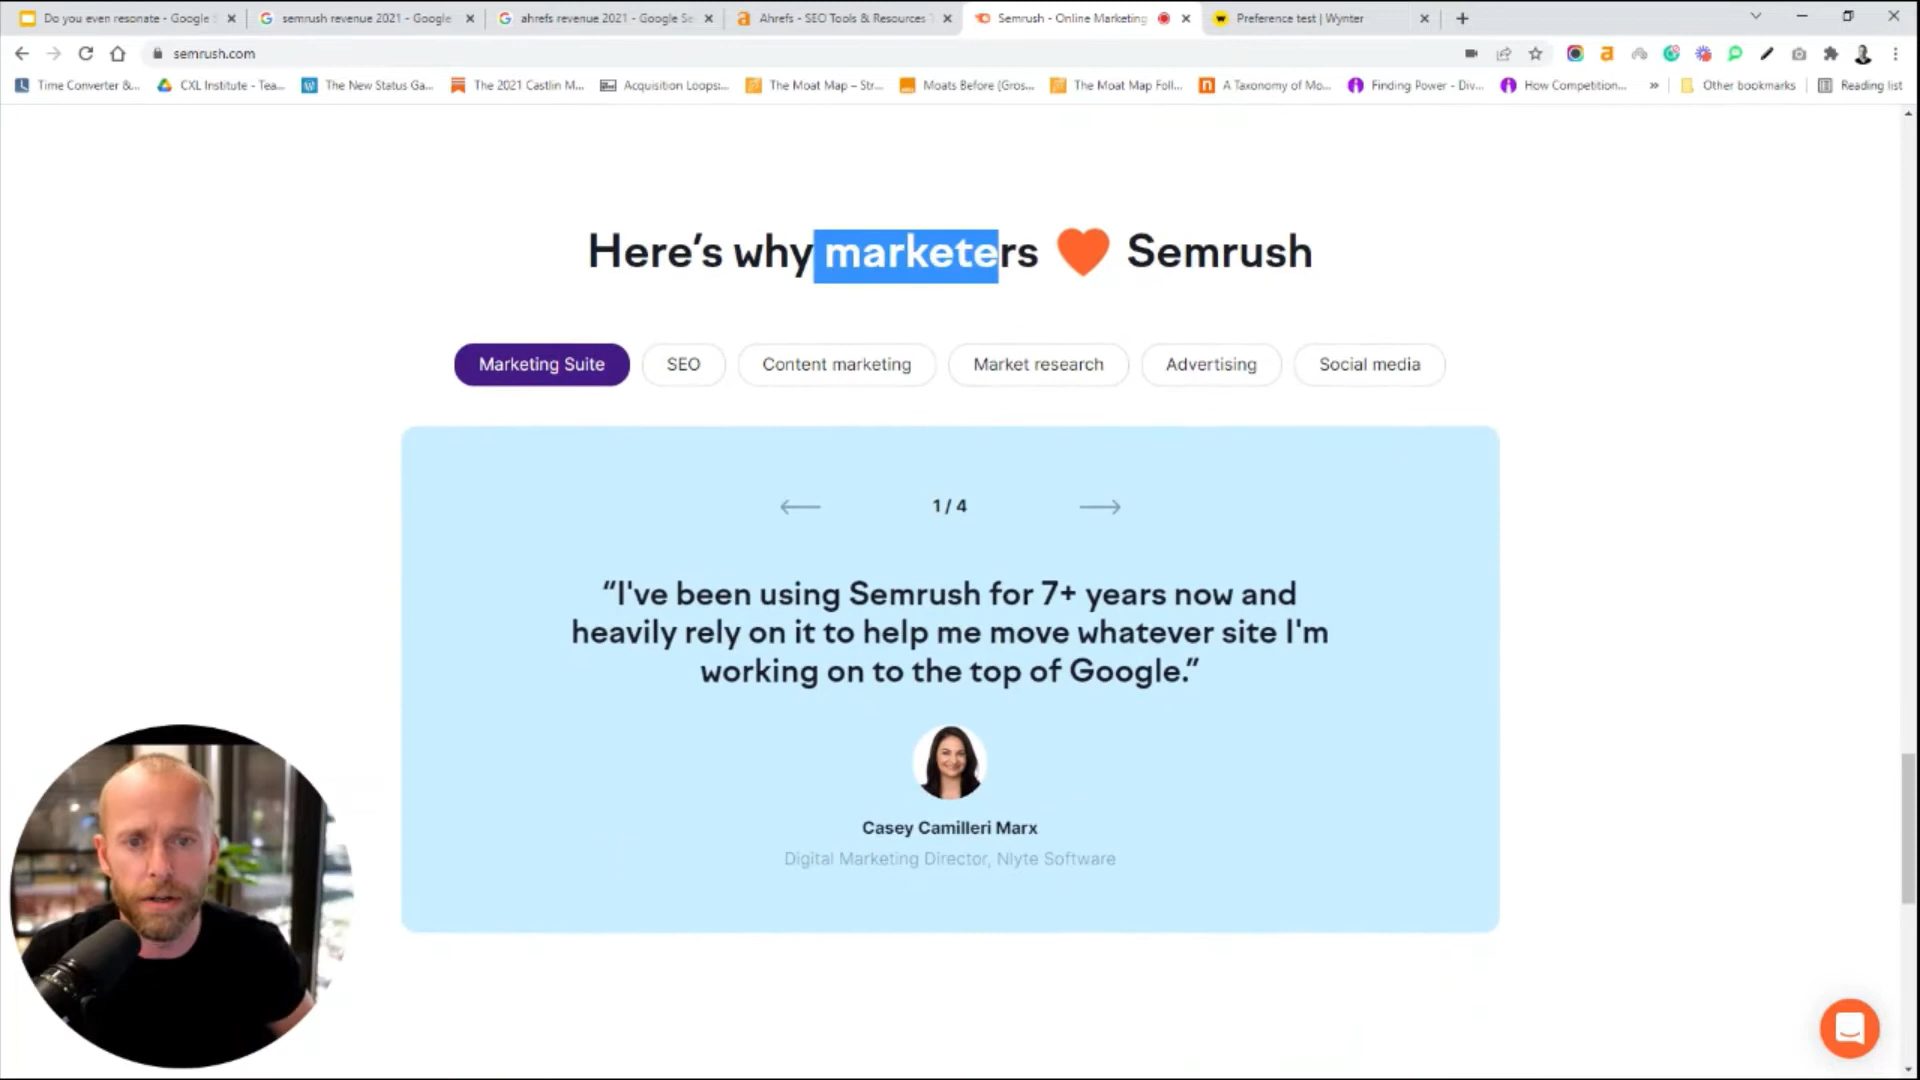 Do you even resonate - Google
semrush revenue 2021 - Google
ahrefs revenue 2021 - Google Se
Ahrefs - SEO Tools & Resources
Semrush - Online Marketing
Preference test | Wynter
semrush.com
Time Converter &...
CXL Institute - Tea...
The New Status Ga...
The 2021 Castlin M...
Acquisition Loops:...
The Moat Map – Str...
Moats Before (Gros...
The Moat Map Foll...
A Taxonomy of Mo...
Finding Power - Div...
How Competition...
Other bookmarks
Reading list
Here’s why marketers Semrush
Marketing Suite
SEO
Content marketing
Market research
Advertising
Social media
1 / 4
“I've been using Semrush for 7+ years now and
heavily rely on it to help me move whatever site I'm
working on to the top of Google.”
Casey Camilleri Marx
Digital Marketing Director, Nlyte Software